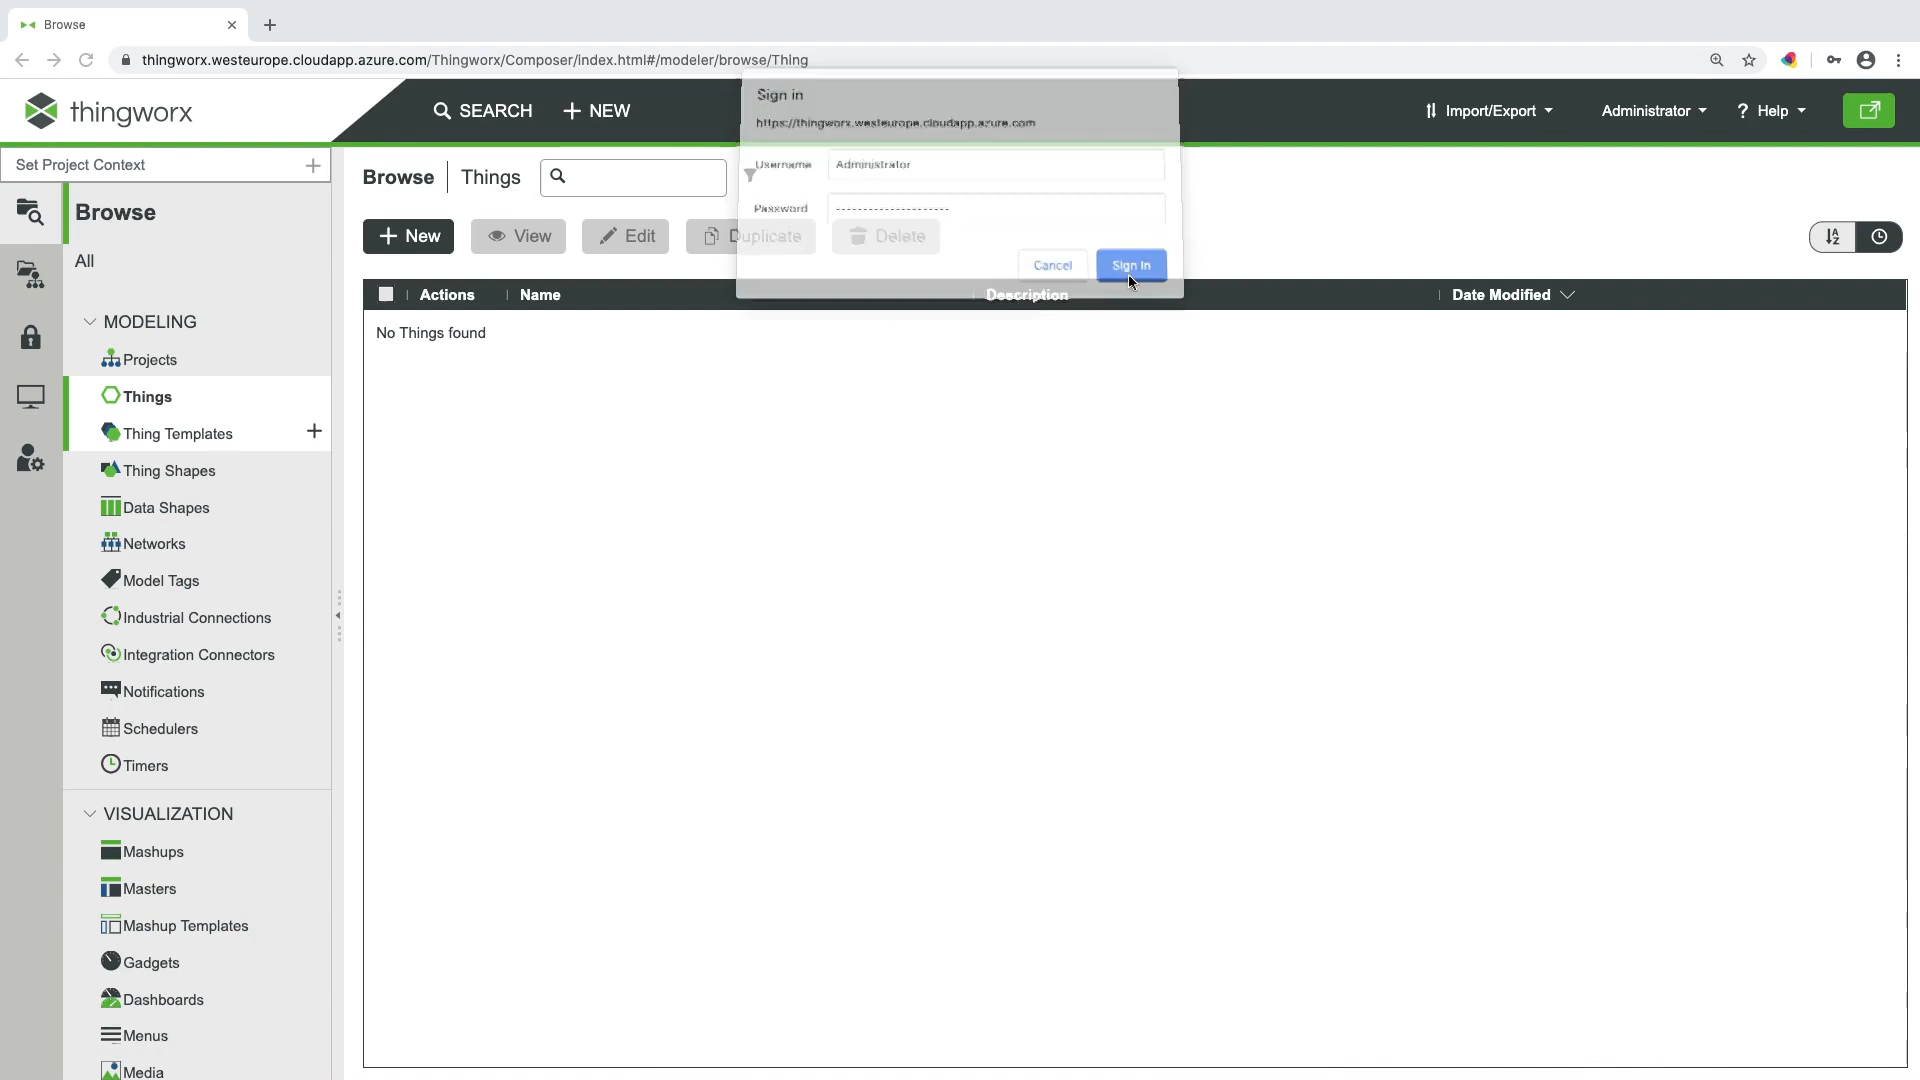 Browse
thingworx.westeurope.cloudapp.azure.com/Thingworx/Composer/index.html#/modeler/browse/Thing
thingworx
SEARCH
NEW
Import/Export
Administrator
? Help
Sign in
https://thingworx.westeurope.cloudapp.azure.com
Username
Administrator
Password
Cancel
Sign In
Set Project Context
Browse
All
MODELING
Projects
Things
Thing Templates
Thing Shapes
Data Shapes
Networks
Model Tags
Industrial Connections
Integration Connectors
Notifications
Schedulers
Timers
VISUALIZATION
Mashups
Masters
Mashup Templates
Gadgets
Dashboards
Menus
Media
Browse
Things
New
View
Edit
Duplicate
Delete
Actions
Name
Description
Date Modified
No Things found